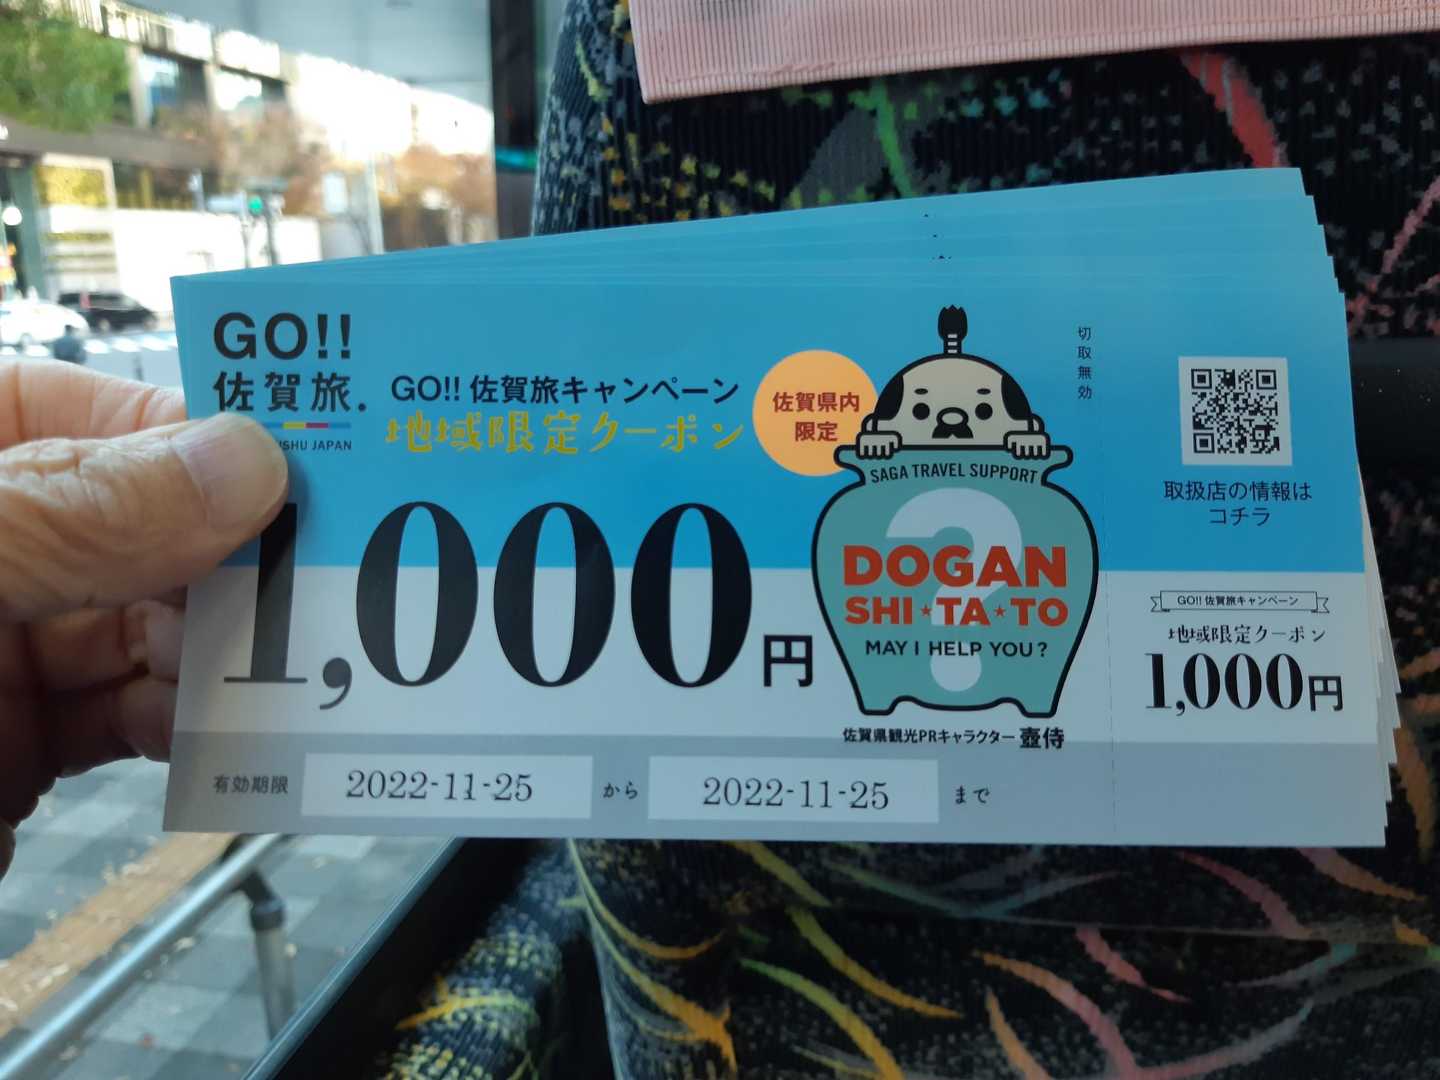 GO!!
佐賀旅.
SHU JAPAN
GO!! 佐賀旅キャンペーン
地域限定クーポン
佐賀県内
限定
1,000円
SAGA TRAVEL SUPPORT
?
DOGAN
SHI★TA★TO
MAY I HELP YOU?
佐賀県観光PRキャラクター 壺侍
有効期限 2022-11-25 から 2022-11-25 まで
切取無効
取扱店の情報は
コチラ
GO!! 佐賀旅キャンペーン
地域限定クーポン
1,000円